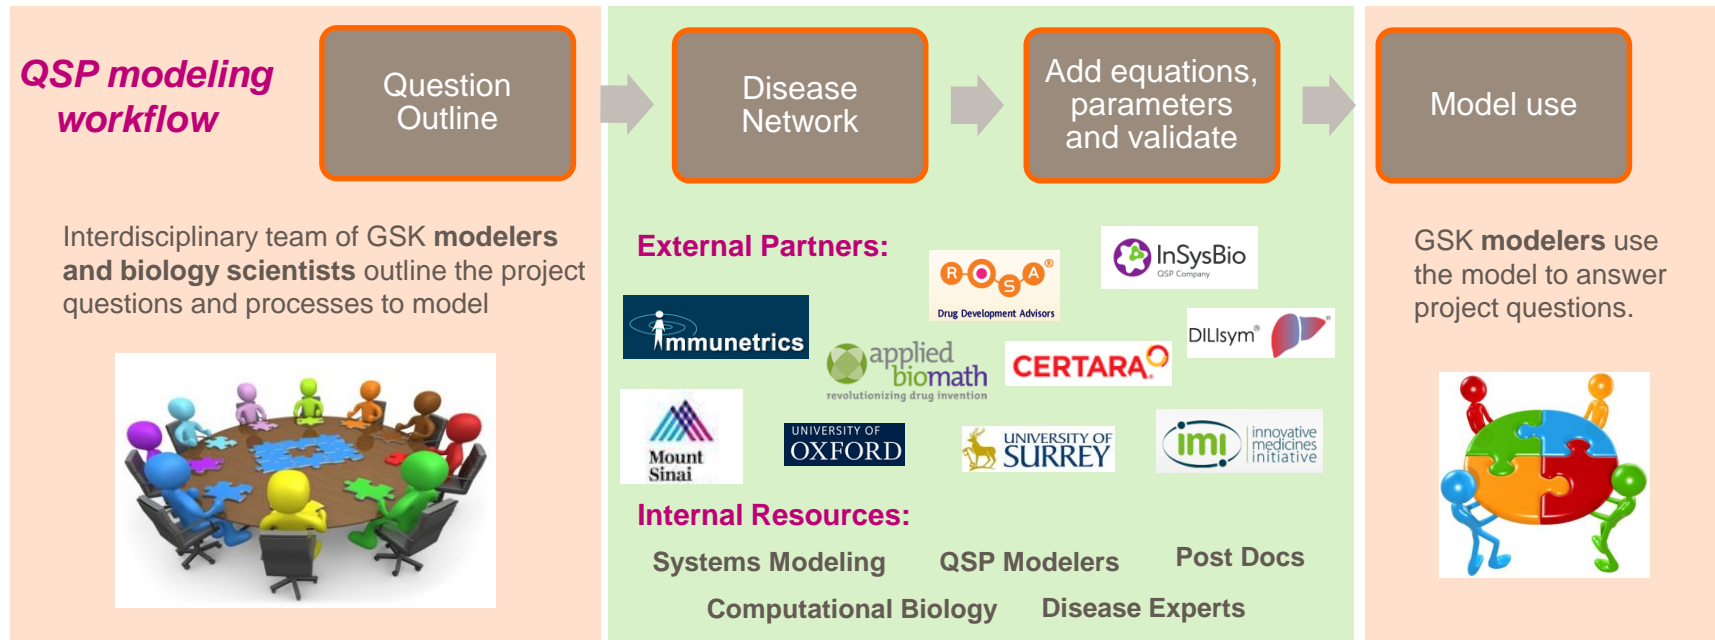 QSP modeling
workflow
Question
Outline
Disease
Network
Add equations,
parameters
and validate
Model use
Interdisciplinary team of GSK modelers
and biology scientists outline the project
questions and processes to model
External Partners:
ROSA®
Drug Development Advisors
InSysBio
QSP Company
Immunetrics
applied
biomath
revolutionizing drug invention
CERTARA
DILIsym®
Mount
Sinai
UNIVERSITY OF
OXFORD
UNIVERSITY OF
SURREY
imi
innovative
medicines
initiative
Internal Resources:
Systems Modeling
QSP Modelers
Post Docs
Computational Biology
Disease Experts
GSK modelers use
the model to answer
project questions.